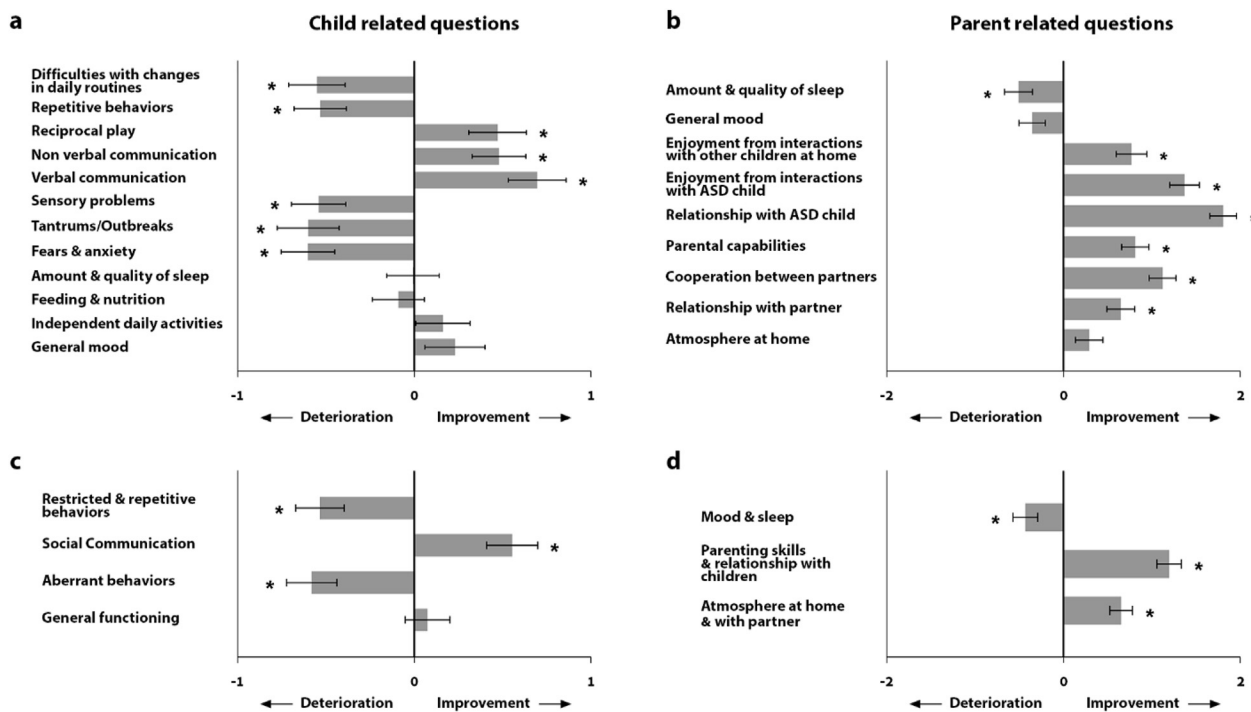 a
Child related questions
Difficulties with changes
in daily routines
*
Repetitive behaviors
*
Reciprocal play
*
Non verbal communication
*
Verbal communication
*
Sensory problems
*
Tantrums/Outbreaks
*
Fears & anxiety
*
Amount & quality of sleep
Feeding & nutrition
Independent daily activities
General mood
-1
0
1
Deterioration
Improvement
b
Parent related questions
Amount & quality of sleep
*
General mood
Enjoyment from interactions
with other children at home
*
Enjoyment from interactions
with ASD child
*
Relationship with ASD child
Parental capabilities
*
Cooperation between partners
*
Relationship with partner
*
Atmosphere at home
-2
0
2
Deterioration
Improvement
c
Restricted & repetitive
behaviors
*
Social Communication
*
Aberrant behaviors
*
General functioning
-1
0
1
Deterioration
Improvement
d
Mood & sleep
*
Parenting skills
& relationship with
children
*
Atmosphere at home
& with partner
*
-2
0
2
Deterioration
Improvement